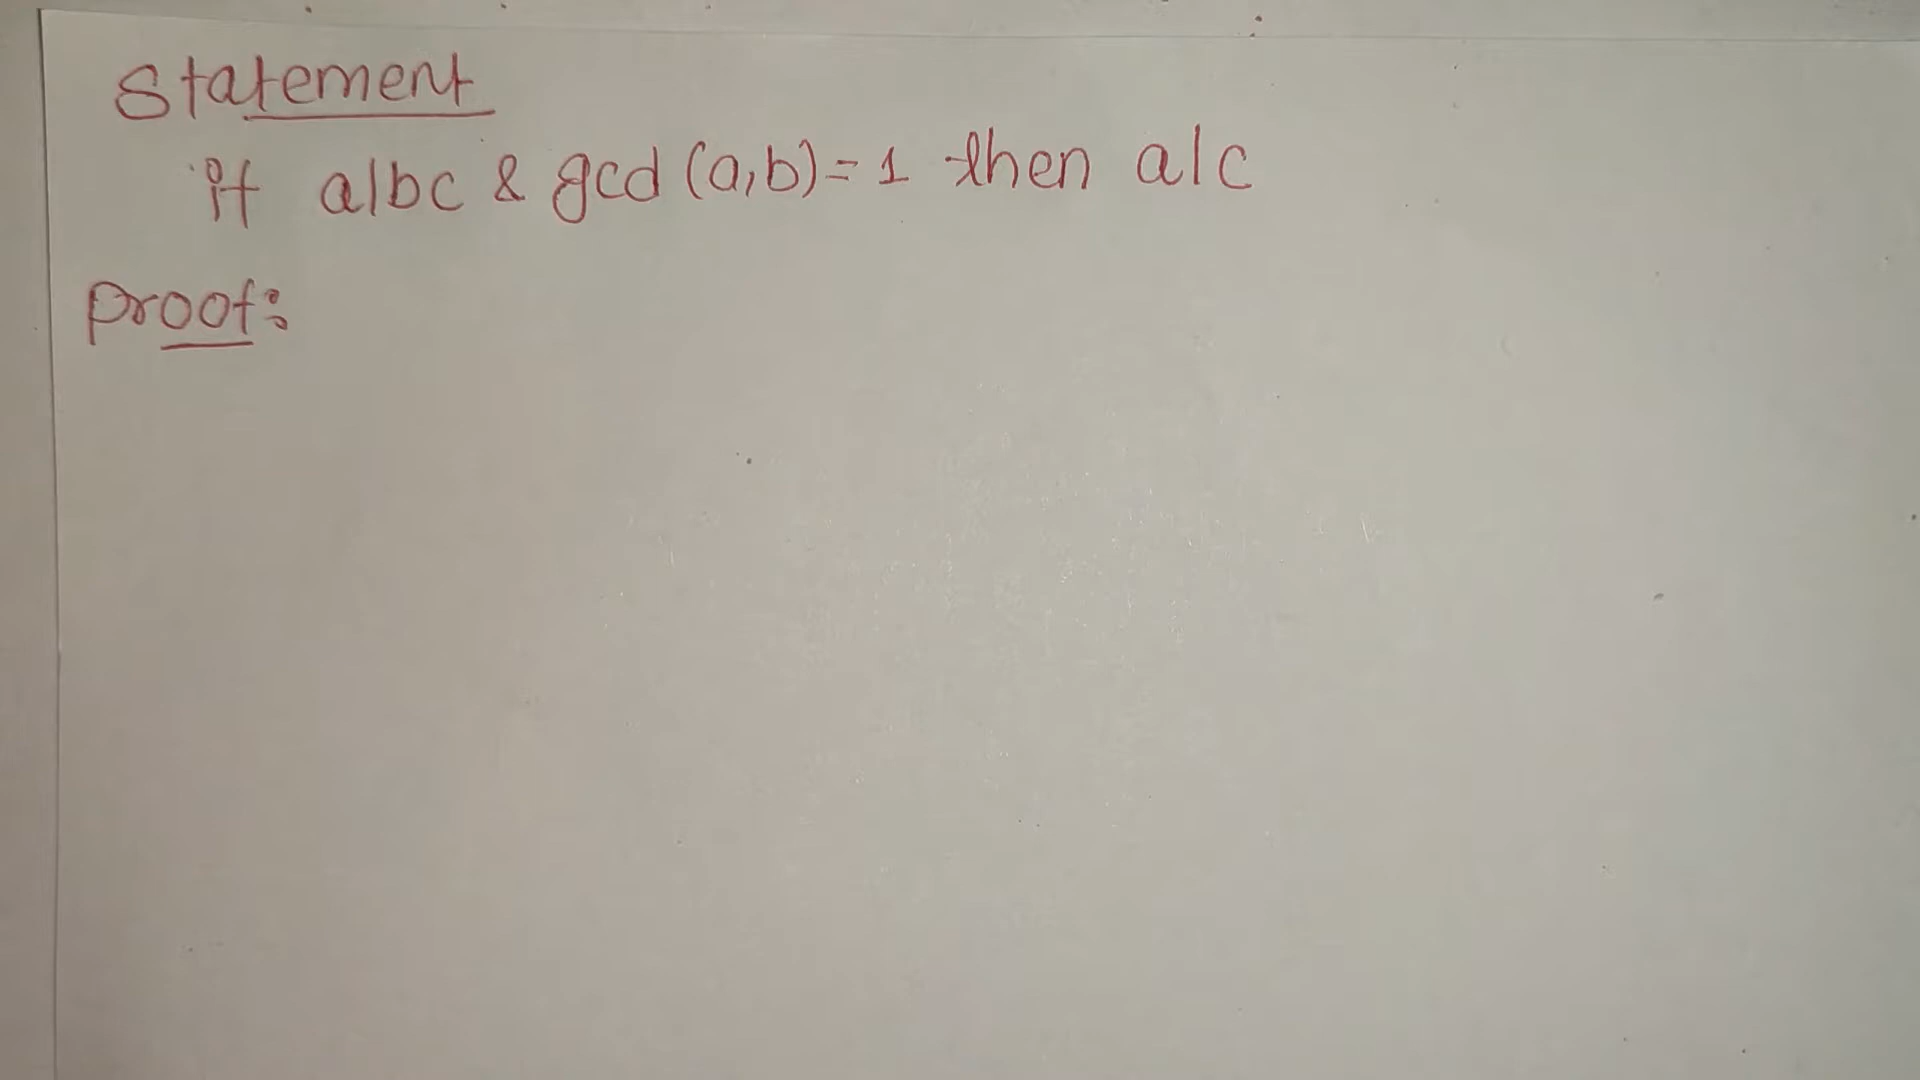 Statement
if a|bc & gcd (a,b)=1 then a|c
Proof: